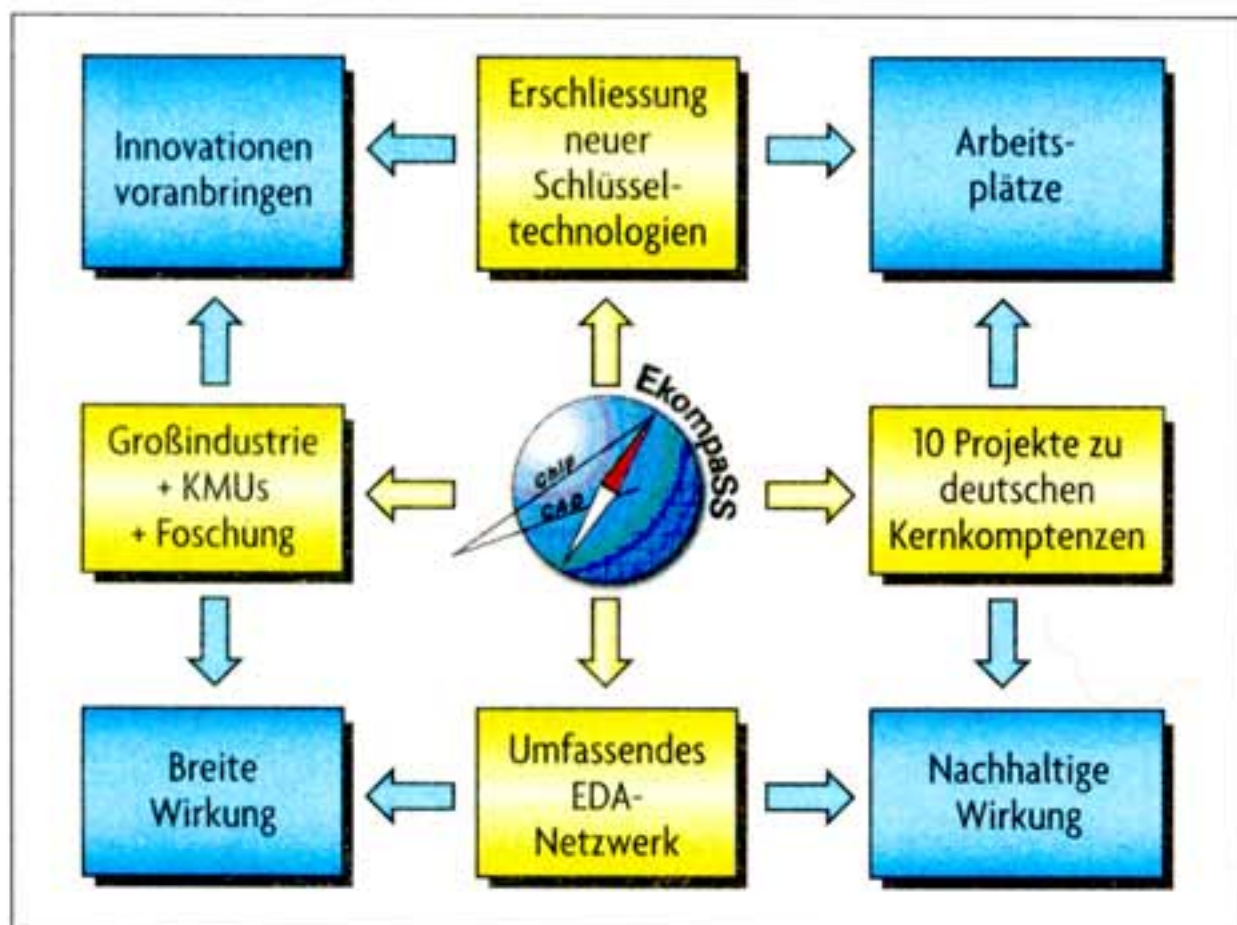 Innovationen
voranbringen
Erschliessung
neuer
Schlüssel-
technologien
Arbeits-
plätze
Großindustrie
+ KMUs
+ Foschung
EkompaSS
Chip
CAD
10 Projekte zu
deutschen
Kernkomptenzen
Breite
Wirkung
Umfassendes
EDA-
Netzwerk
Nachhaltige
Wirkung